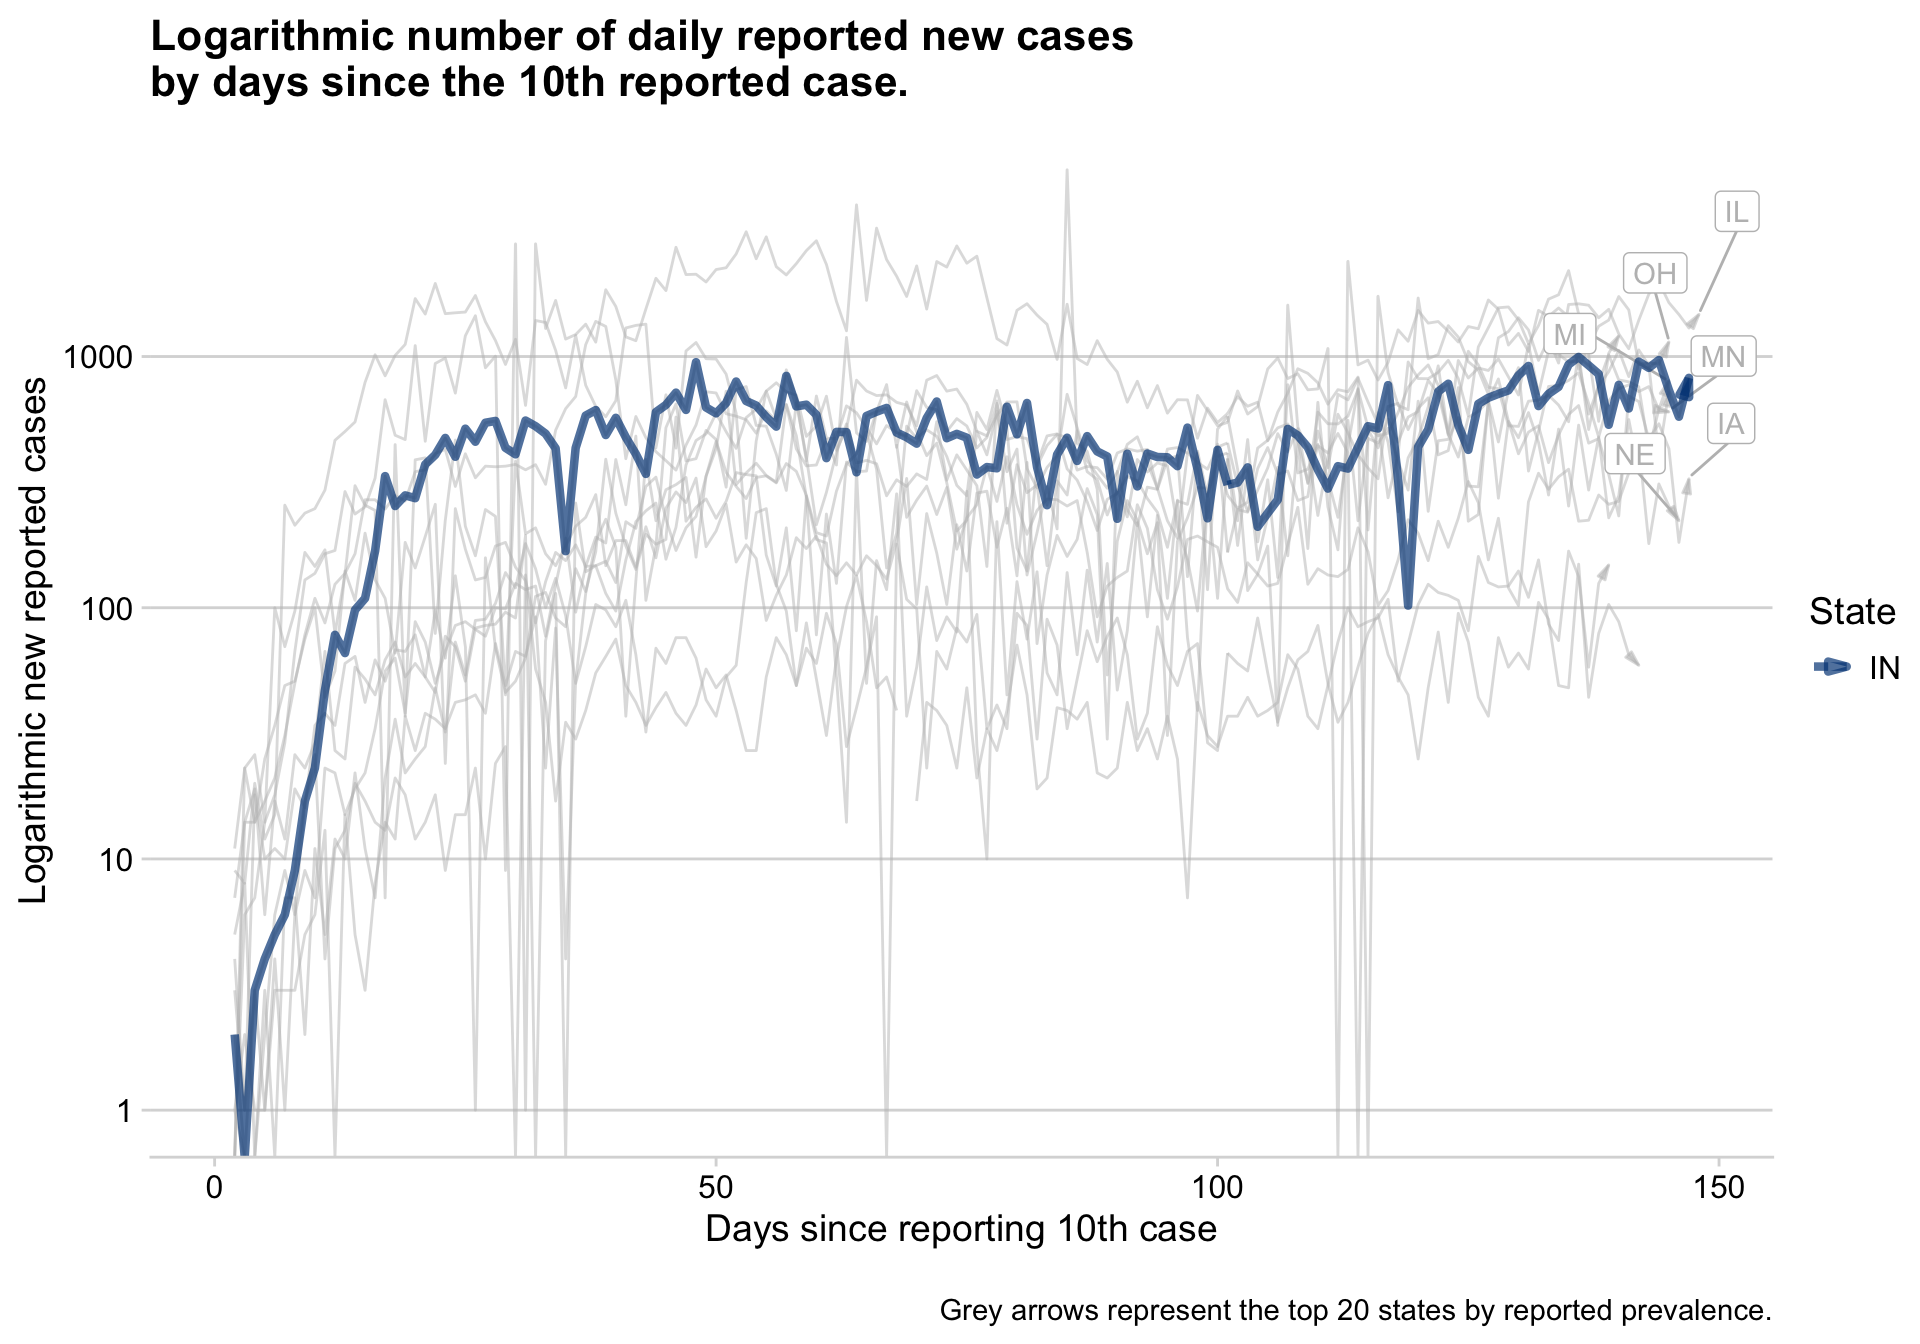 Logarithmic number of daily reported new cases
by days since the 10th reported case.
Logarithmic new reported cases
1000
100
10
1
IL
OH
MI
MN
IA
NE
State
IN
0
50
100
150
Days since reporting 10th case
Grey arrows represent the top 20 states by reported prevalence.